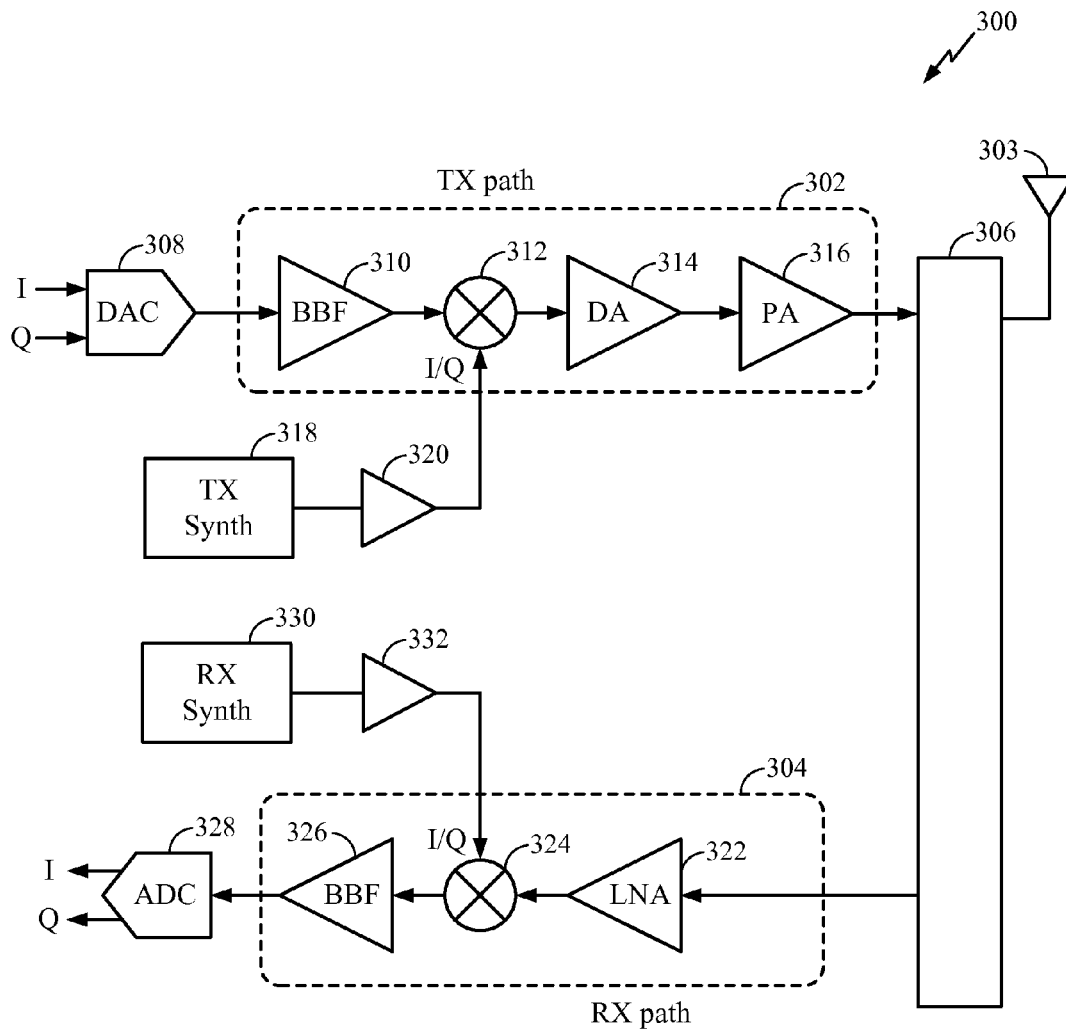 300
303
TX path
302
306
308
310
312
314
316
I
DAC
BBF
DA
PA
Q
I/Q
318
320
TX
Synth
330
332
RX
Synth
304
328
326
I/Q
324
322
I
ADC
BBF
LNA
Q
RX path